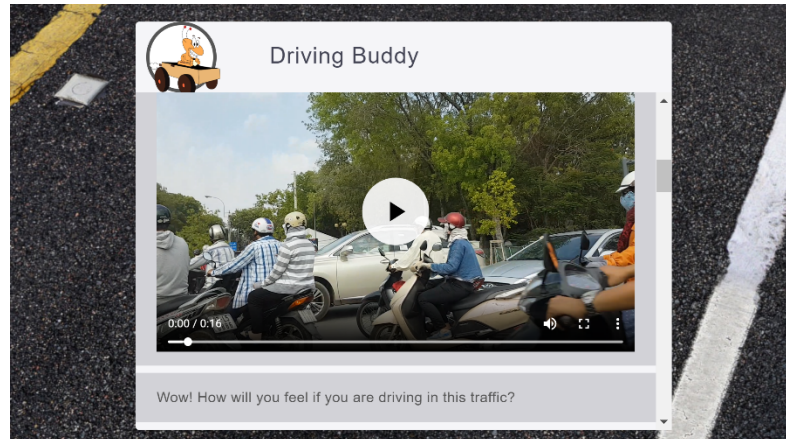 Driving Buddy
0:00 / 0:16
Wow! How will you feel if you are driving in this traffic?